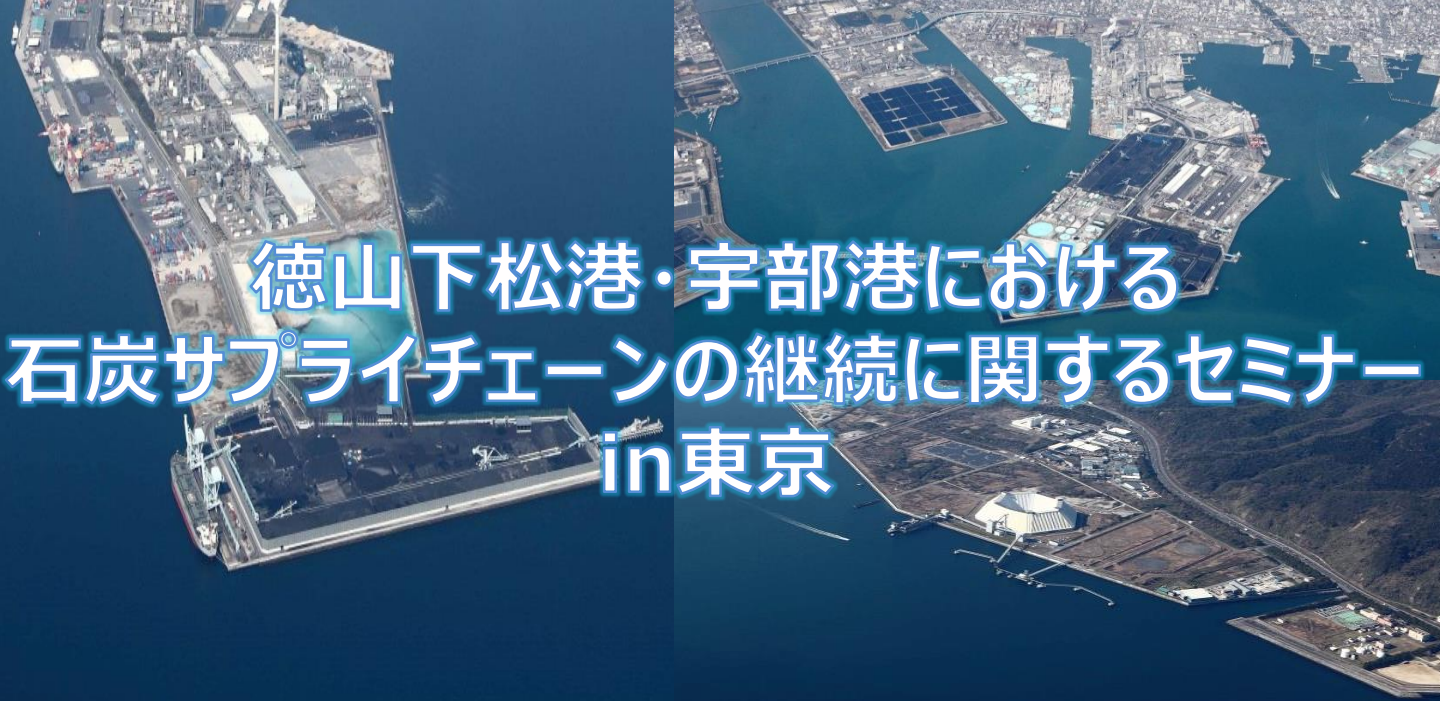 徳山下松港・宇部港における
石炭サプライチェーンの継続に関するセミナー
in東京